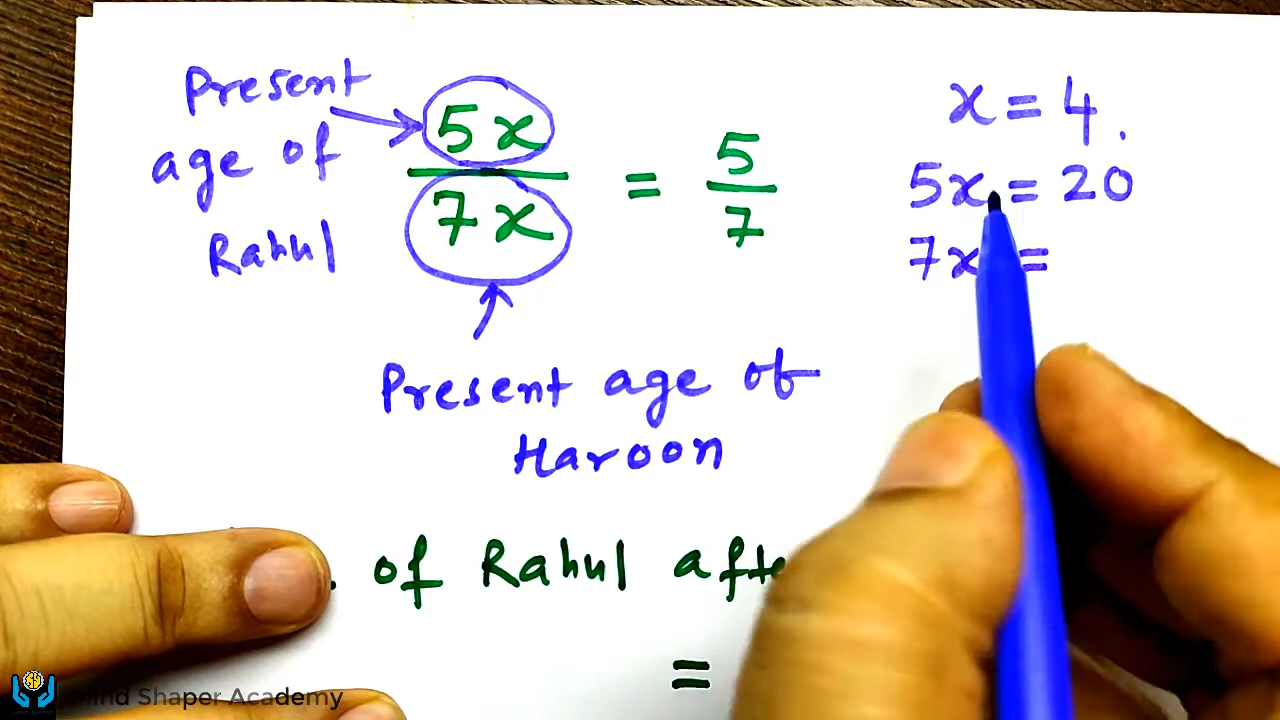 Present
age of
Rahul
5x
7x
=
5
7
Present age of
Haroon
x = 4.
5x = 20
7x =
of Rahul
=
Mind Shaper Academy